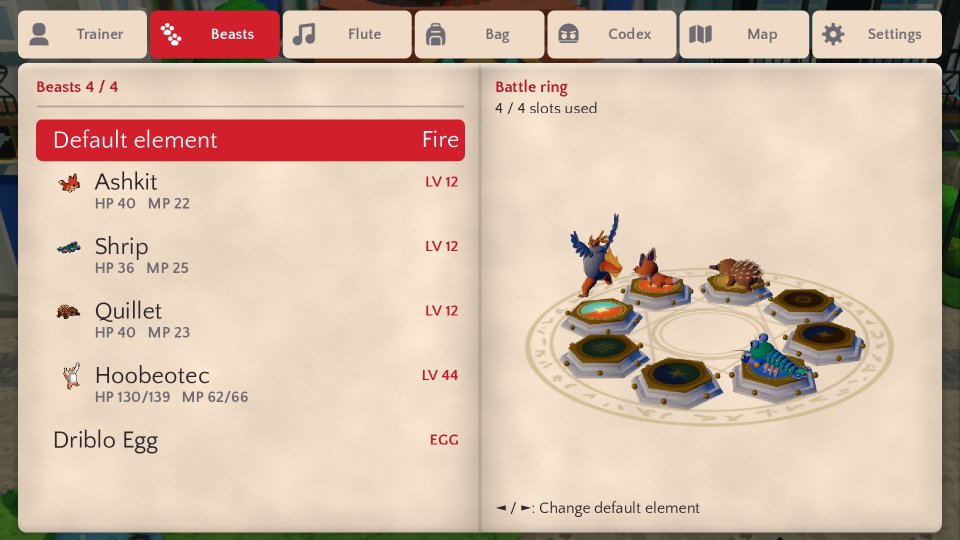 Trainer
Beasts
Flute
Bag
Codex
Map
Settings
Beasts 4 / 4
Default element Fire
Ashkit LV 12
HP 40 MP 22
Shrip LV 12
HP 36 MP 25
Quillet LV 12
HP 40 MP 23
Hoobeotec LV 44
HP 130/139 MP 62/66
Driblo Egg EGG
Battle ring
4 / 4 slots used
◄ / ►: Change default element